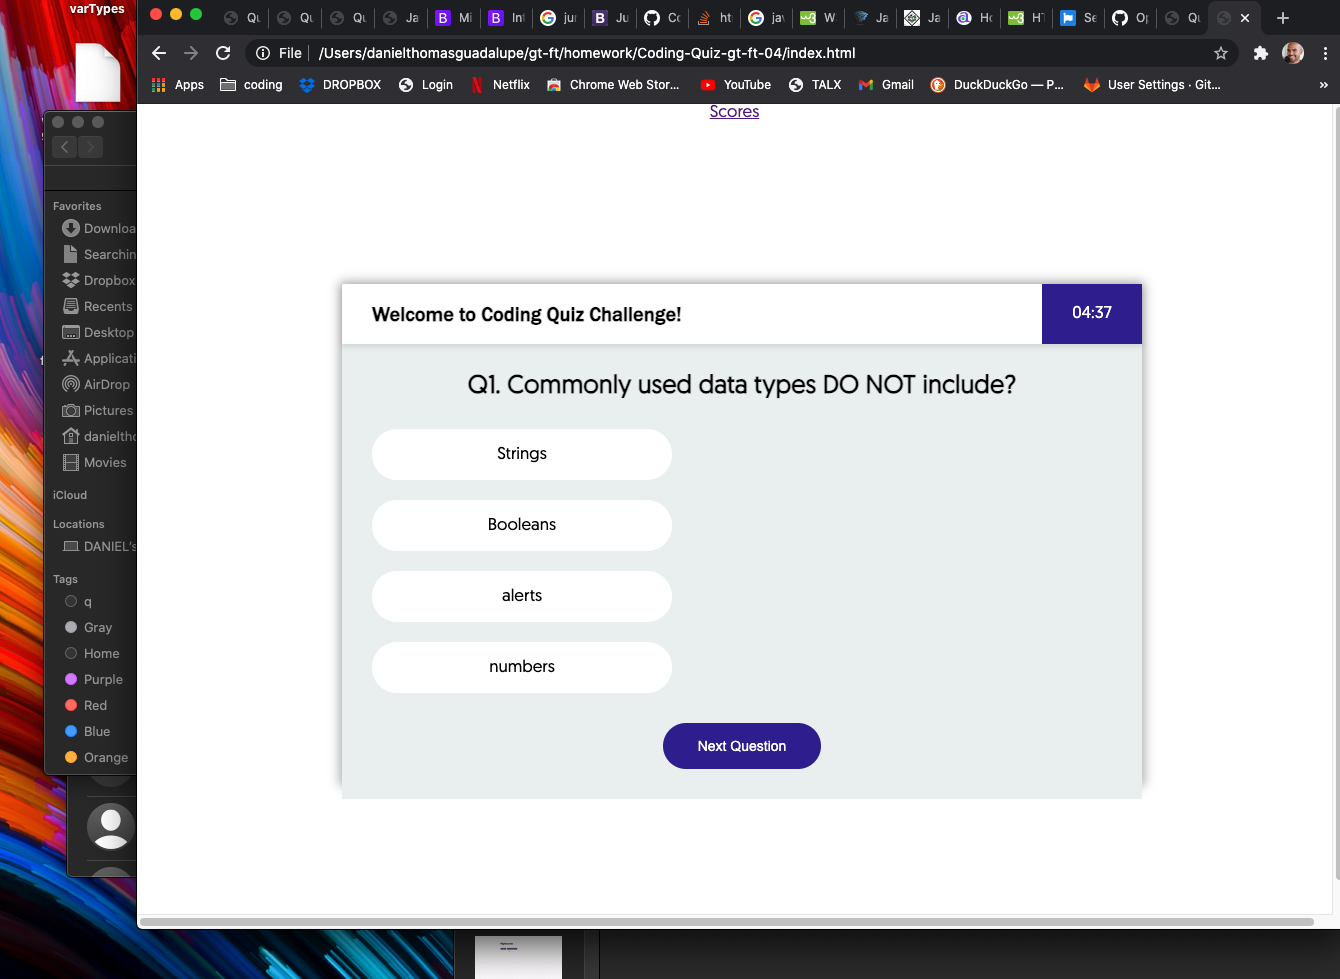 varTypes
Qu
Qu
Qu
Ja
Mi
In
jun
Ju
Co
ht
jav
W
Ja
Ja
Ho
HT
Se
Op
Qu
File
/Users/danielthomasguadalupe/gt-ft/homework/Coding-Quiz-gt-ft-04/index.html
Apps
coding
DROPBOX
Login
Netflix
Chrome Web Stor...
YouTube
TALX
Gmail
DuckDuckGo — P...
User Settings · Git...
Scores
Favorites
Downloa
Searchin
Dropbox
Recents
Desktop
Applicati
AirDrop
Pictures
danieltho
Movies
iCloud
Locations
DANIEL's
Tags
q
Gray
Home
Purple
Red
Blue
Orange
Welcome to Coding Quiz Challenge!
04:37
Q1. Commonly used data types DO NOT include?
Strings
Booleans
alerts
numbers
Next Question